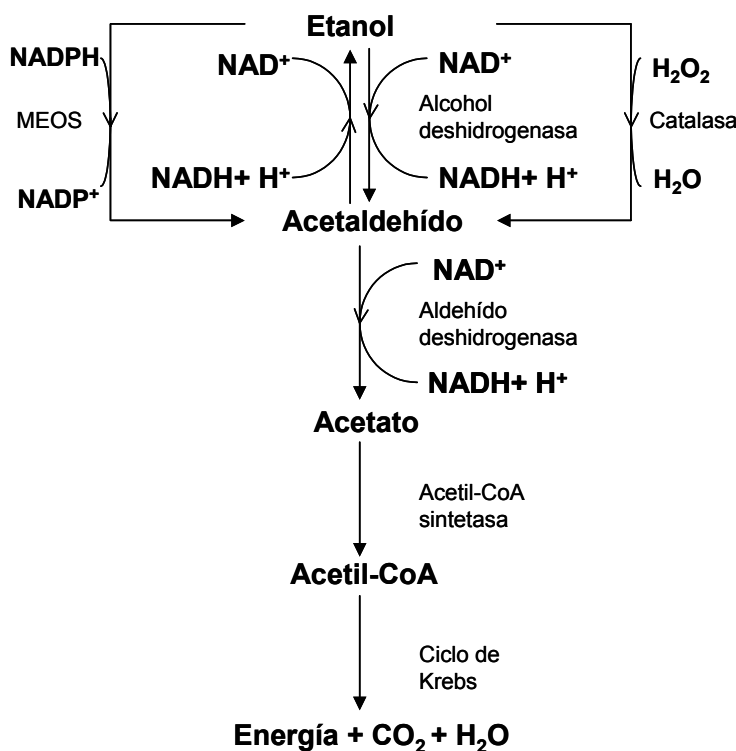 Etanol
NADPH
NAD⁺
NAD⁺
H₂O₂
MEOS
Alcohol
deshidrogenasa
Catalasa
NADP⁺
NADH+ H⁺
NADH+ H⁺
H₂O
Acetaldehído
NAD⁺
Aldehído
deshidrogenasa
NADH+ H⁺
Acetato
Acetil-CoA
sintetasa
Acetil-CoA
Ciclo de
Krebs
Energía + CO₂ + H₂O